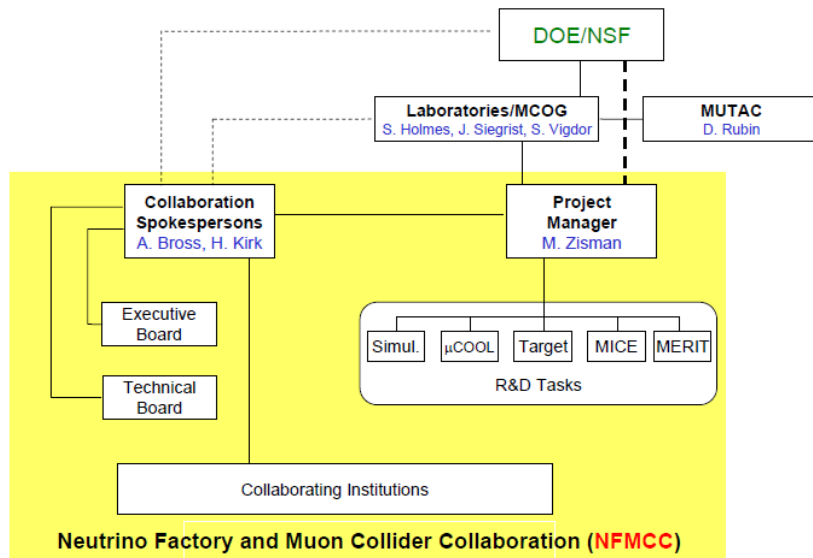 DOE/NSF
Laboratories/MCOG
S. Holmes, J. Siegrist, S. Vigdor
MUTAC
D. Rubin
Collaboration
Spokespersons
A. Bross, H. Kirk
Project
Manager
M. Zisman
Executive
Board
Technical
Board
Simul.
µCOOL
Target
MICE
MERIT
R&D Tasks
Collaborating Institutions
Neutrino Factory and Muon Collider Collaboration (NFMCC)